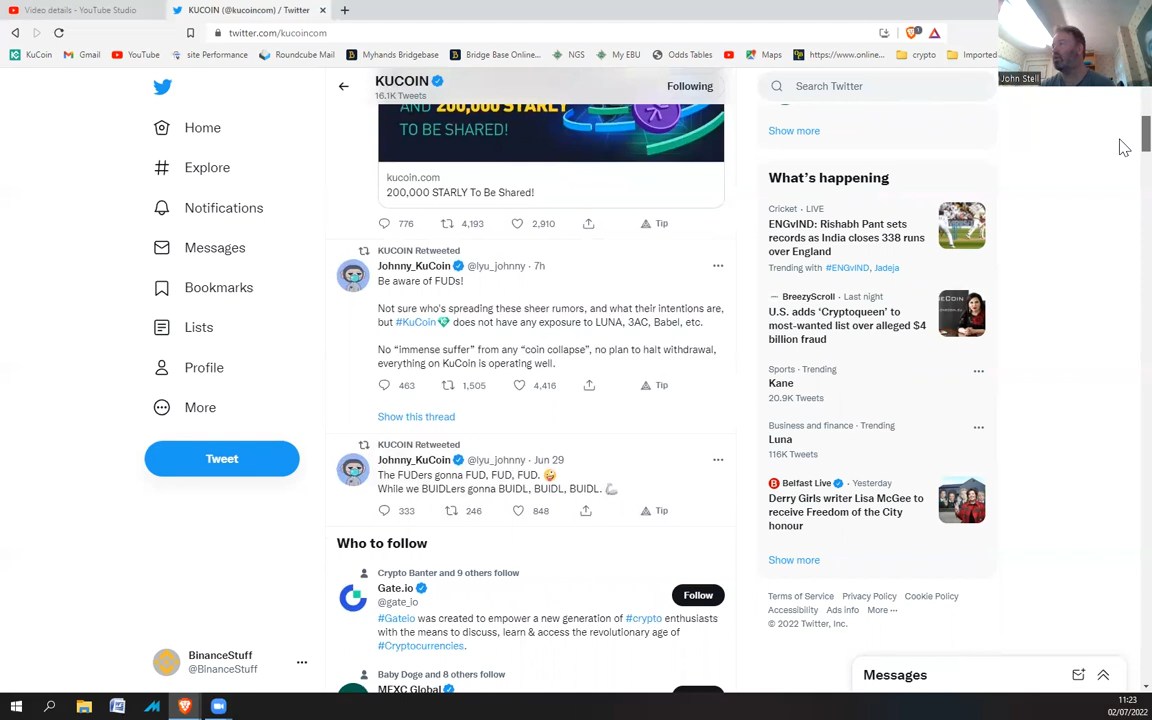 Video details - YouTube Studio
KUCOIN (@kucoincom) / Twitter
twitter.com/kucoincom
KuCoin
Gmail
YouTube
site Performance
Roundcube Mail
Myhands Bridgebase
Bridge Base Online...
NGS
My EBU
Odds Tables
Maps
https://www.online...
crypto
Imported
John Stell
Home
Explore
Notifications
Messages
Bookmarks
Lists
Profile
More
Tweet
BinanceStuff
@BinanceStuff
KUCOIN
16.1K Tweets
Following
AND 200,000 STARLY
TO BE SHARED!
kucoin.com
200,000 STARLY To Be Shared!
776 4,193 2,910 Tip
KUCOIN Retweeted
Johnny_KuCoin @lyu_johnny · 7h
Be aware of FUDs!
Not sure who's spreading these sheer rumors, and what their intentions are,
but #KuCoin does not have any exposure to LUNA, 3AC, Babel, etc.
No “immense suffer” from any “coin collapse”, no plan to halt withdrawal,
everything on KuCoin is operating well.
463 1,505 4,416 Tip
Show this thread
KUCOIN Retweeted
Johnny_KuCoin @lyu_johnny · Jun 29
The FUDers gonna FUD, FUD, FUD.
While we BUIDLers gonna BUIDL, BUIDL, BUIDL.
333 246 848 Tip
Who to follow
Crypto Banter and 9 others follow
Gate.io
@gate_io
Follow
#Gateio was created to empower a new generation of #crypto enthusiasts
with the means to discuss, learn & access the revolutionary age of
#Cryptocurrencies.
Baby Doge and 8 others follow
MEXC Global
Search Twitter
Show more
What's happening
Cricket · LIVE
ENGvIND: Rishabh Pant sets
records as India closes 338 runs
over England
Trending with #ENGvIND, Jadeja
BreezyScroll · Last night
U.S. adds ‘Cryptoqueen’ to
most-wanted list over alleged $4
billion fraud
Sports · Trending
Kane
20.9K Tweets
Business and finance · Trending
Luna
116K Tweets
Belfast Live · Yesterday
Derry Girls writer Lisa McGee to
receive Freedom of the City
honour
Show more
Terms of Service Privacy Policy Cookie Policy
Accessibility Ads info More ···
© 2022 Twitter, Inc.
Messages
11:23
02/07/2022